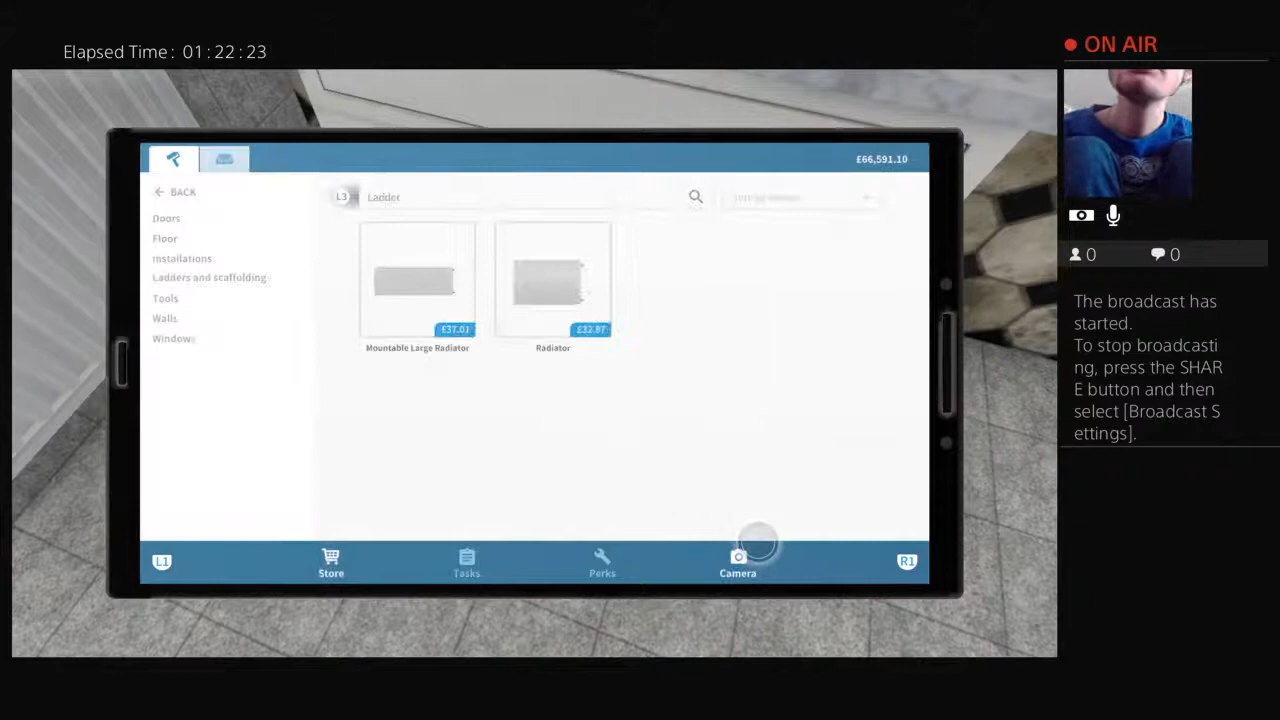 Elapsed Time: 01:22:23
ON AIR
£66,591.10
BACK
L3
Ladder
Doors
Floor
Installations
Ladders and scaffolding
Tools
Walls
Windows
£37.01
£32.97
Mountable Large Radiator
Radiator
0
0
The broadcast has
started.
To stop broadcasti
ng, press the SHAR
E button and then
select [Broadcast S
ettings].
L1
Store
Tasks
Perks
Camera
R1